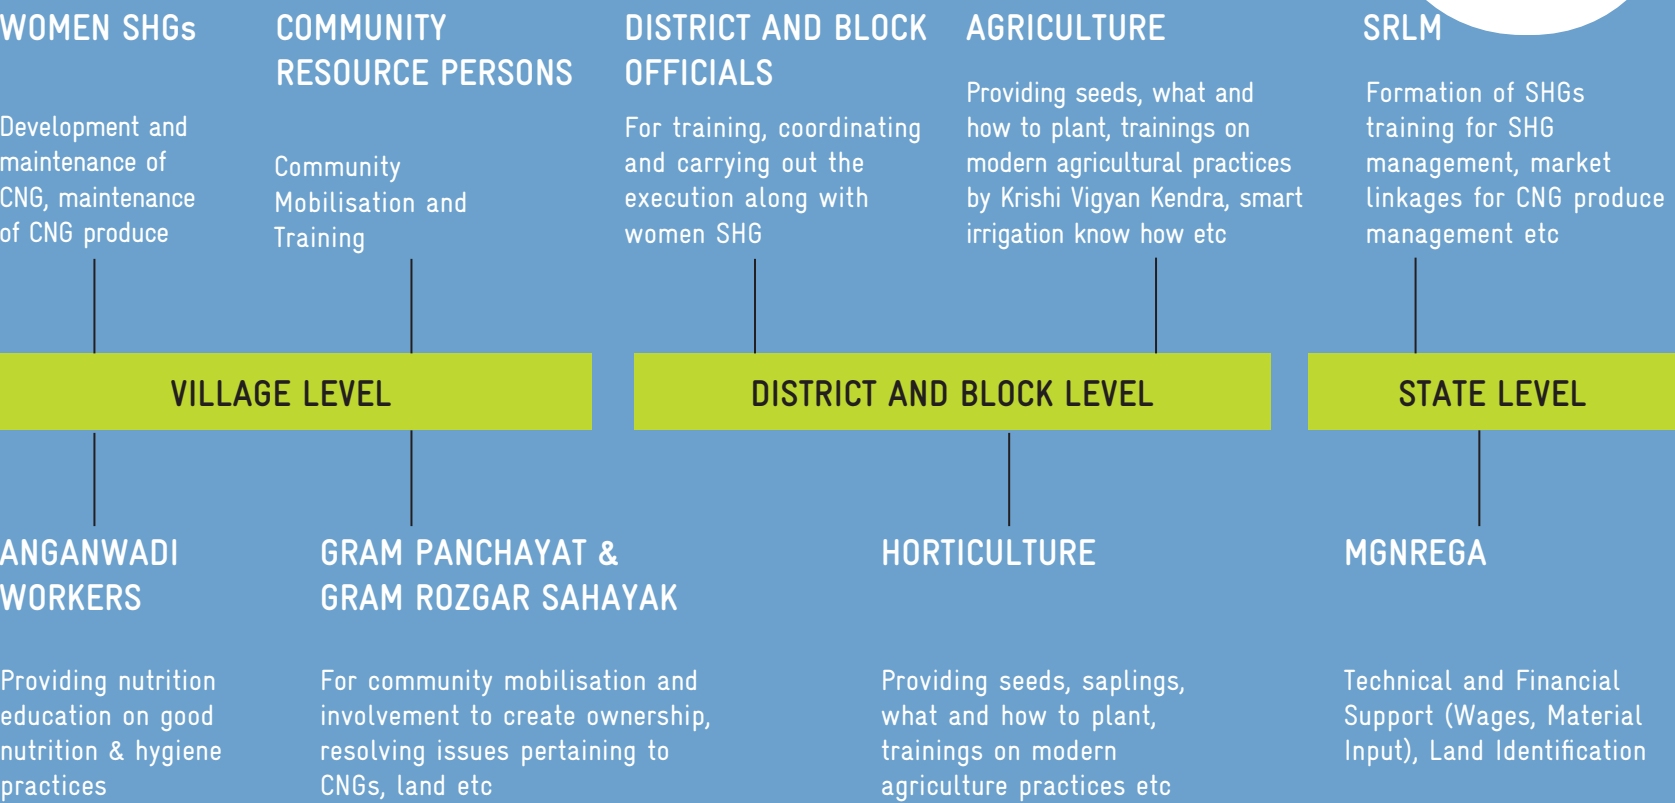 WOMEN SHGs
Development and
maintenance of
CNG, maintenance
of CNG produce
COMMUNITY
RESOURCE PERSONS
Community
Mobilisation and
Training
DISTRICT AND BLOCK
OFFICIALS
For training, coordinating
and carrying out the
execution along with
women SHG
AGRICULTURE
Providing seeds, what and
how to plant, trainings on
modern agricultural practices
by Krishi Vigyan Kendra, smart
irrigation know how etc
SRLM
Formation of SHGs
training for SHG
management, market
linkages for CNG produce
management etc
VILLAGE LEVEL
DISTRICT AND BLOCK LEVEL
STATE LEVEL
ANGANWADI
WORKERS
Providing nutrition
education on good
nutrition & hygiene
practices
GRAM PANCHAYAT &
GRAM ROZGAR SAHAYAK
For community mobilisation and
involvement to create ownership,
resolving issues pertaining to
CNGs, land etc
HORTICULTURE
Providing seeds, saplings,
what and how to plant,
trainings on modern
agriculture practices etc
MGNREGA
Technical and Financial
Support (Wages, Material
Input), Land Identification